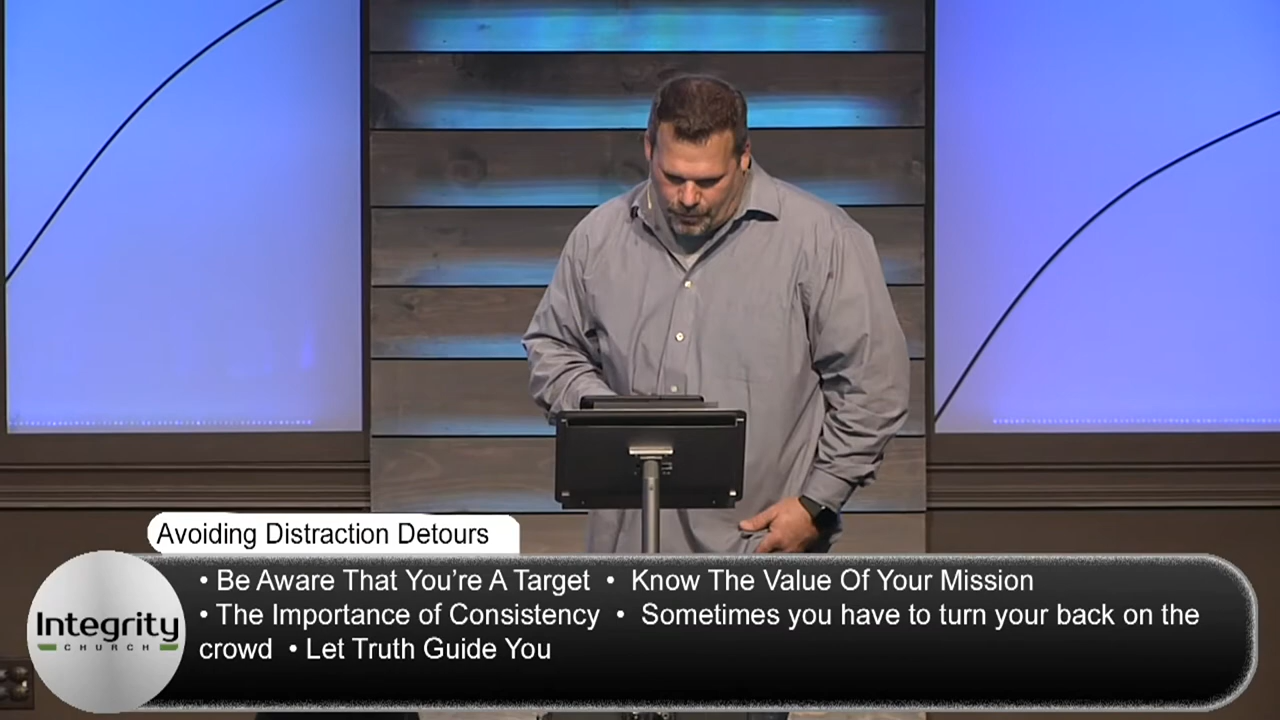 Avoiding Distraction Detours
• Be Aware That You’re A Target • Know The Value Of Your Mission
• The Importance of Consistency • Sometimes you have to turn your back on the
crowd • Let Truth Guide You
Integrity
CHURCH